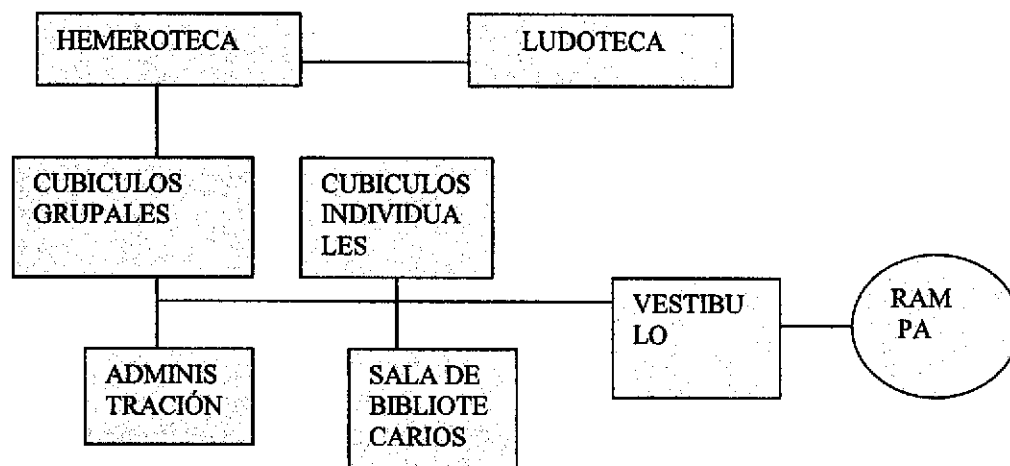 HEMEROTECA
LUDOTECA
CUBICULOS
GRUPALES
CUBICULOS
INDIVIDUA
LES
VESTIBU
LO
RAM
PA
ADMINIS
TRACIÓN
SALA DE
BIBLIOTE
CARIOS